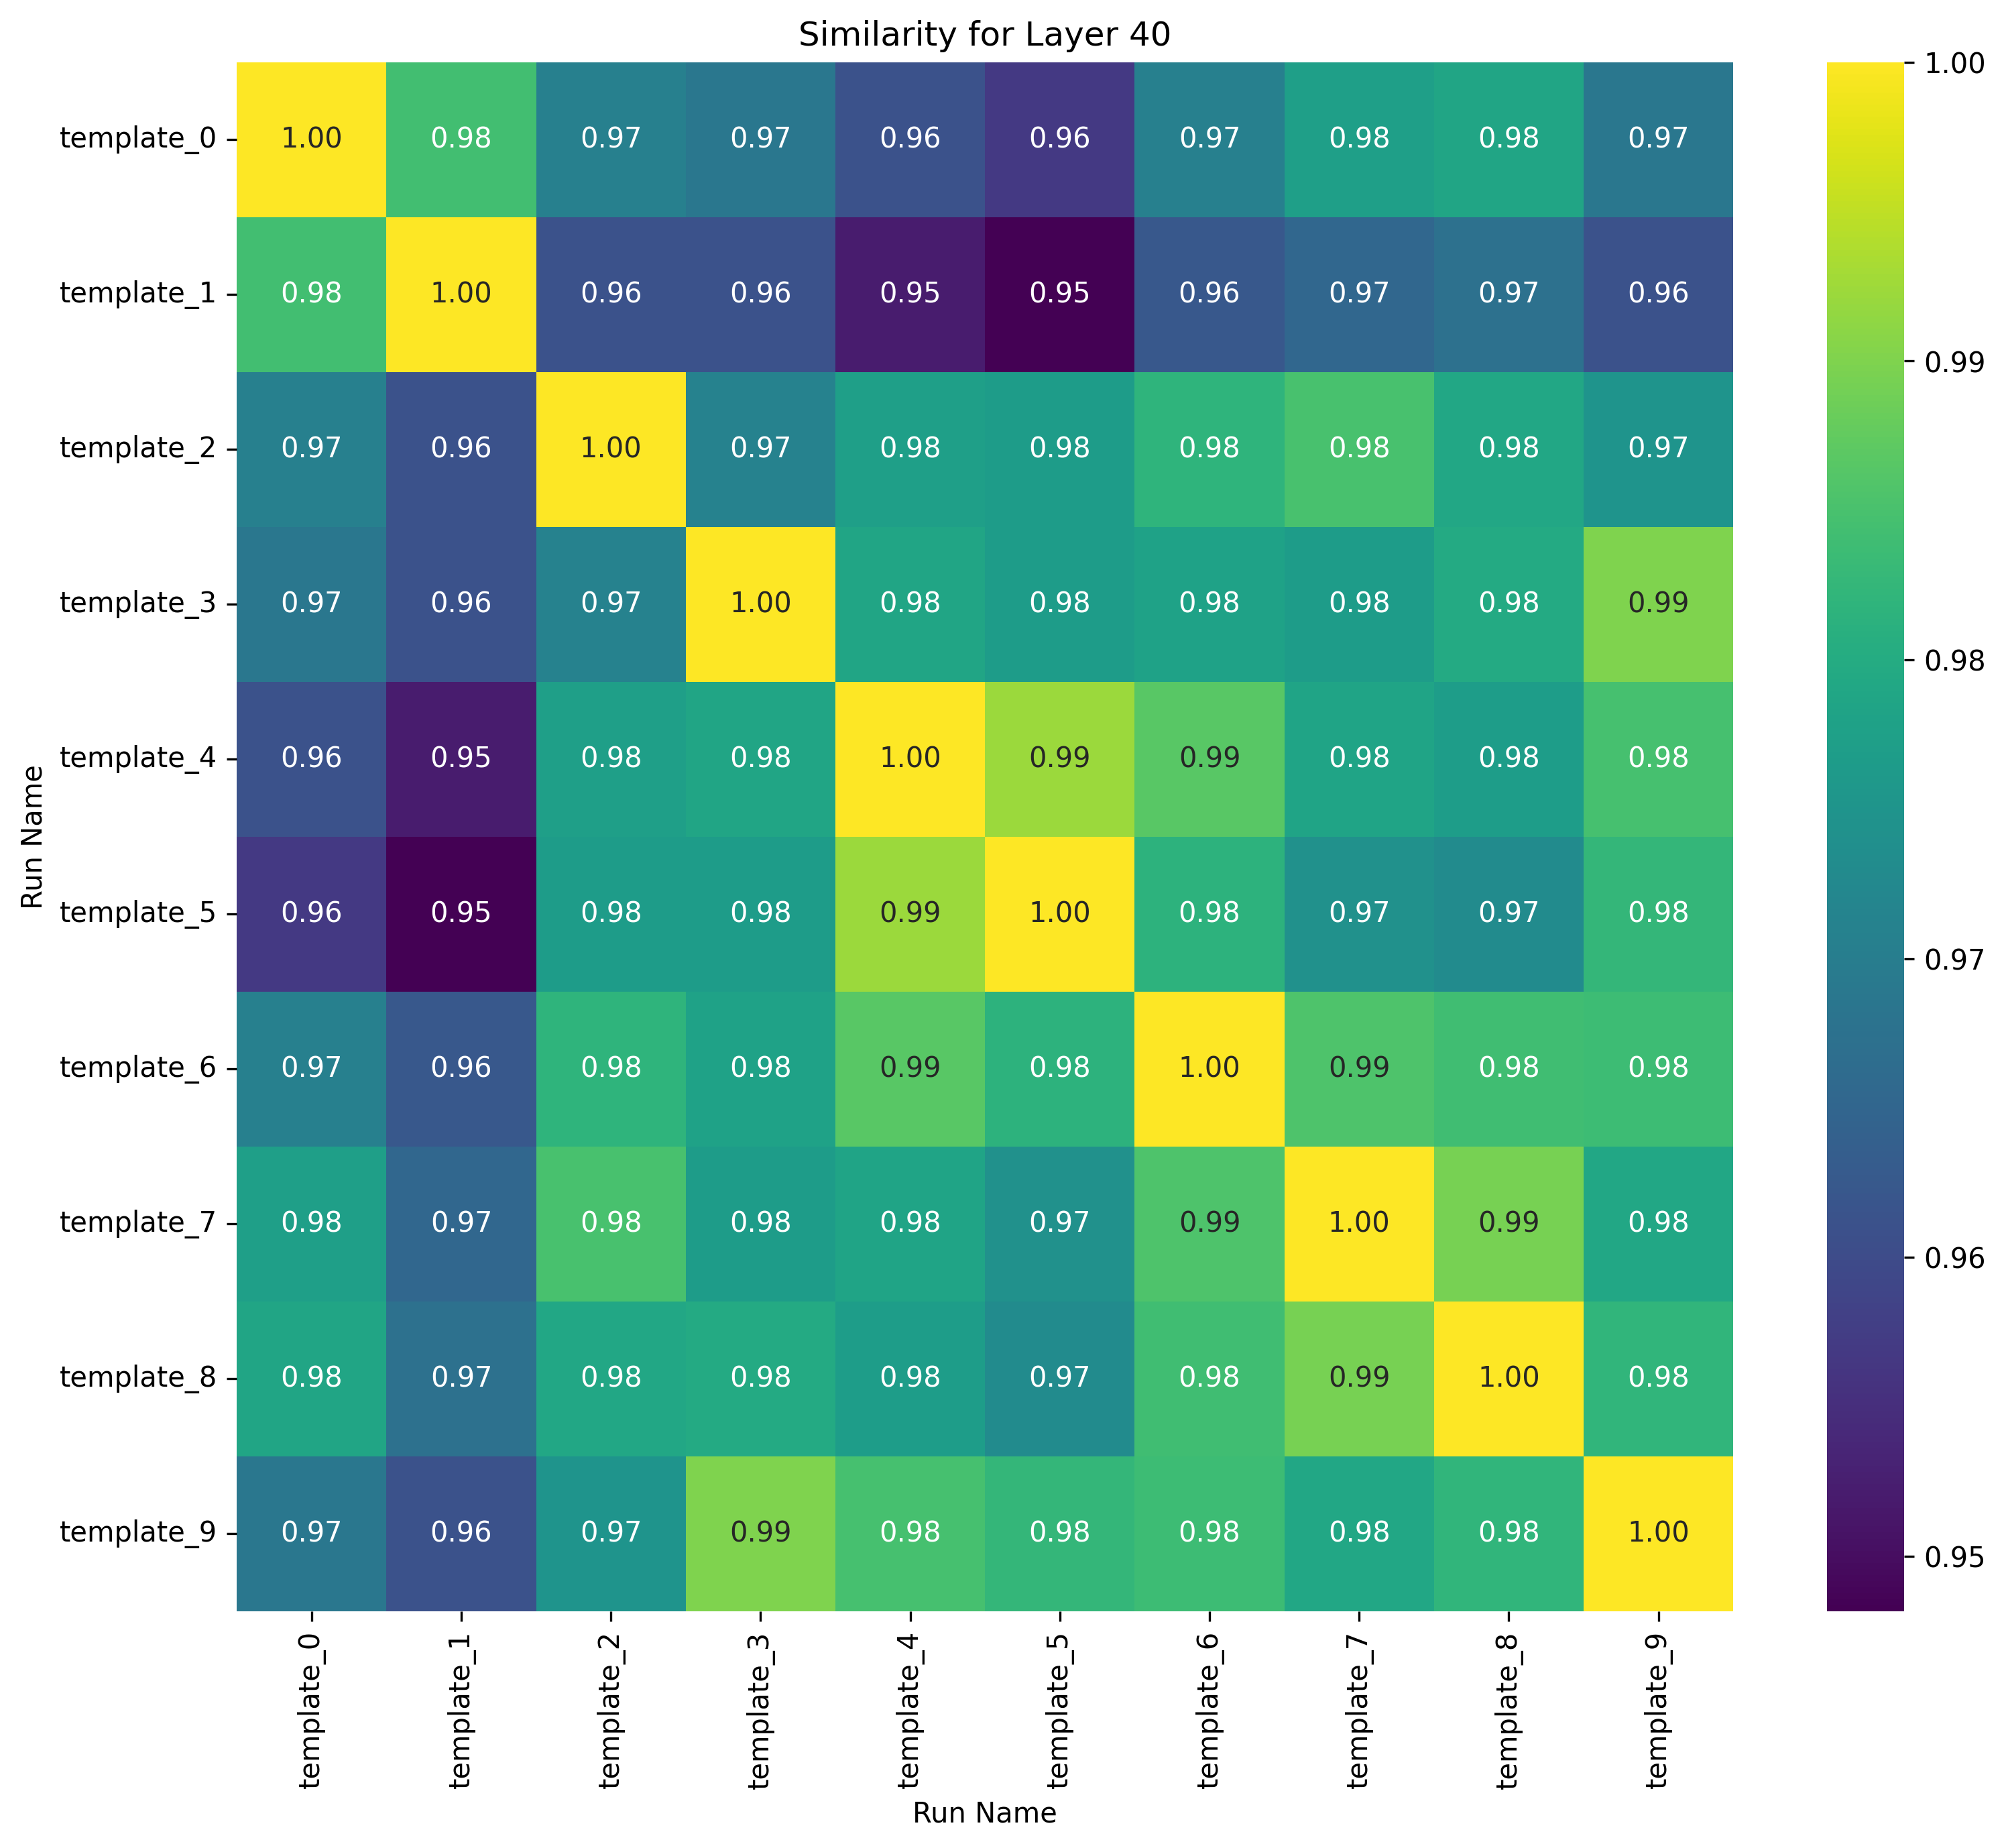 Similarity for Layer 40
template_0 1.00 0.98 0.97 0.97 0.96 0.96 0.97 0.98 0.98 0.97
template_1 0.98 1.00 0.96 0.96 0.95 0.95 0.96 0.97 0.97 0.96
template_2 0.97 0.96 1.00 0.97 0.98 0.98 0.98 0.98 0.98 0.97
template_3 0.97 0.96 0.97 1.00 0.98 0.98 0.98 0.98 0.98 0.99
template_4 0.96 0.95 0.98 0.98 1.00 0.99 0.99 0.98 0.98 0.98
template_5 0.96 0.95 0.98 0.98 0.99 1.00 0.98 0.97 0.97 0.98
template_6 0.97 0.96 0.98 0.98 0.99 0.98 1.00 0.99 0.98 0.98
template_7 0.98 0.97 0.98 0.98 0.98 0.97 0.99 1.00 0.99 0.98
template_8 0.98 0.97 0.98 0.98 0.98 0.97 0.98 0.99 1.00 0.98
template_9 0.97 0.96 0.97 0.99 0.98 0.98 0.98 0.98 0.98 1.00
Run Name
template_0 template_1 template_2 template_3 template_4 template_5 template_6 template_7 template_8 template_9
Run Name
1.00
0.99
0.98
0.97
0.96
0.95